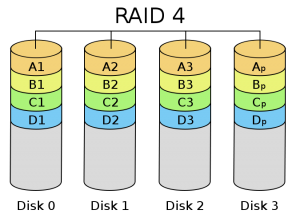 RAID 4
A1 A2 A3 Ap
B1 B2 B3 Bp
C1 C2 C3 Cp
D1 D2 D3 Dp
Disk 0 Disk 1 Disk 2 Disk 3